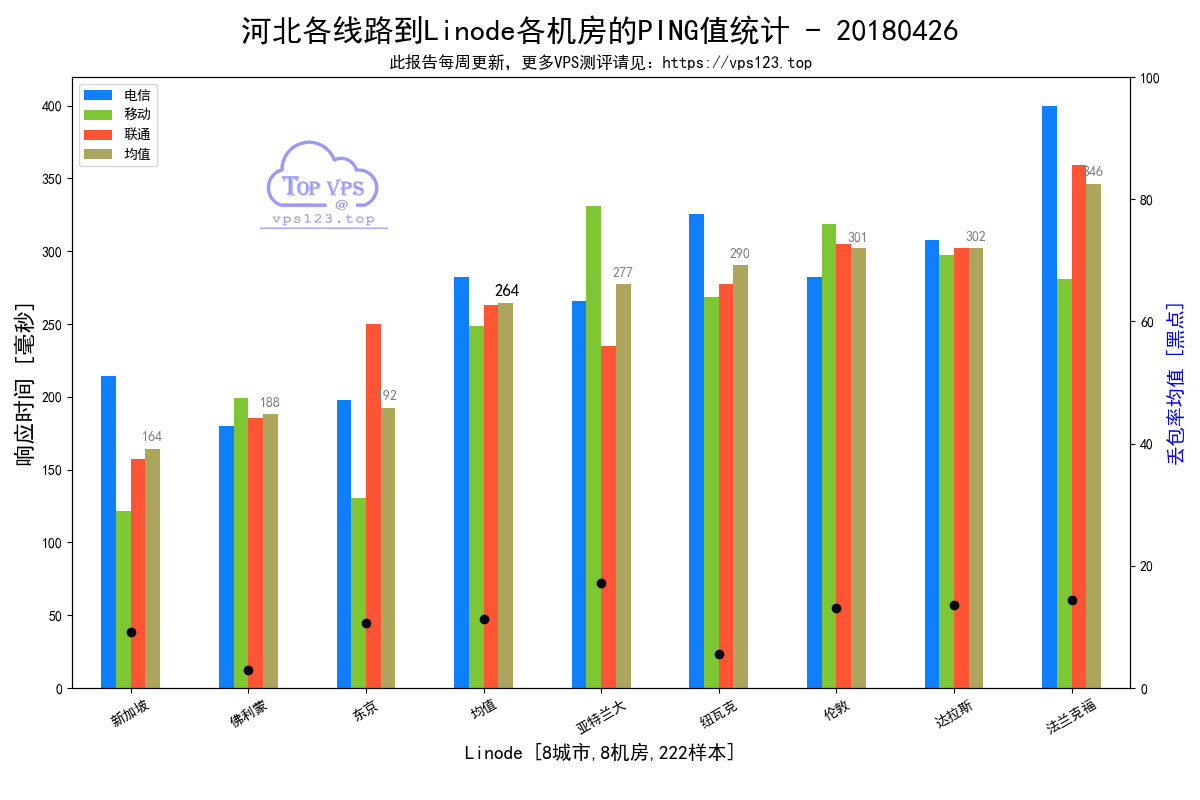 河北各线路到Linode各机房的PING值统计 - 20180426
此报告每周更新，更多VPS测评请见：https://vps123.top
电信
移动
联通
均值
TOP VPS
@
vps123.top
响应时间 [毫秒]
400
350
300
250
200
150
100
50
0
164
188
192
264
277
290
301
302
346
100
80
60
40
20
0
丢包率均值 [黑点]
新加坡
佛利蒙
东京
均值
亚特兰大
纽瓦克
伦敦
达拉斯
法兰克福
Linode [8城市,8机房,222样本]